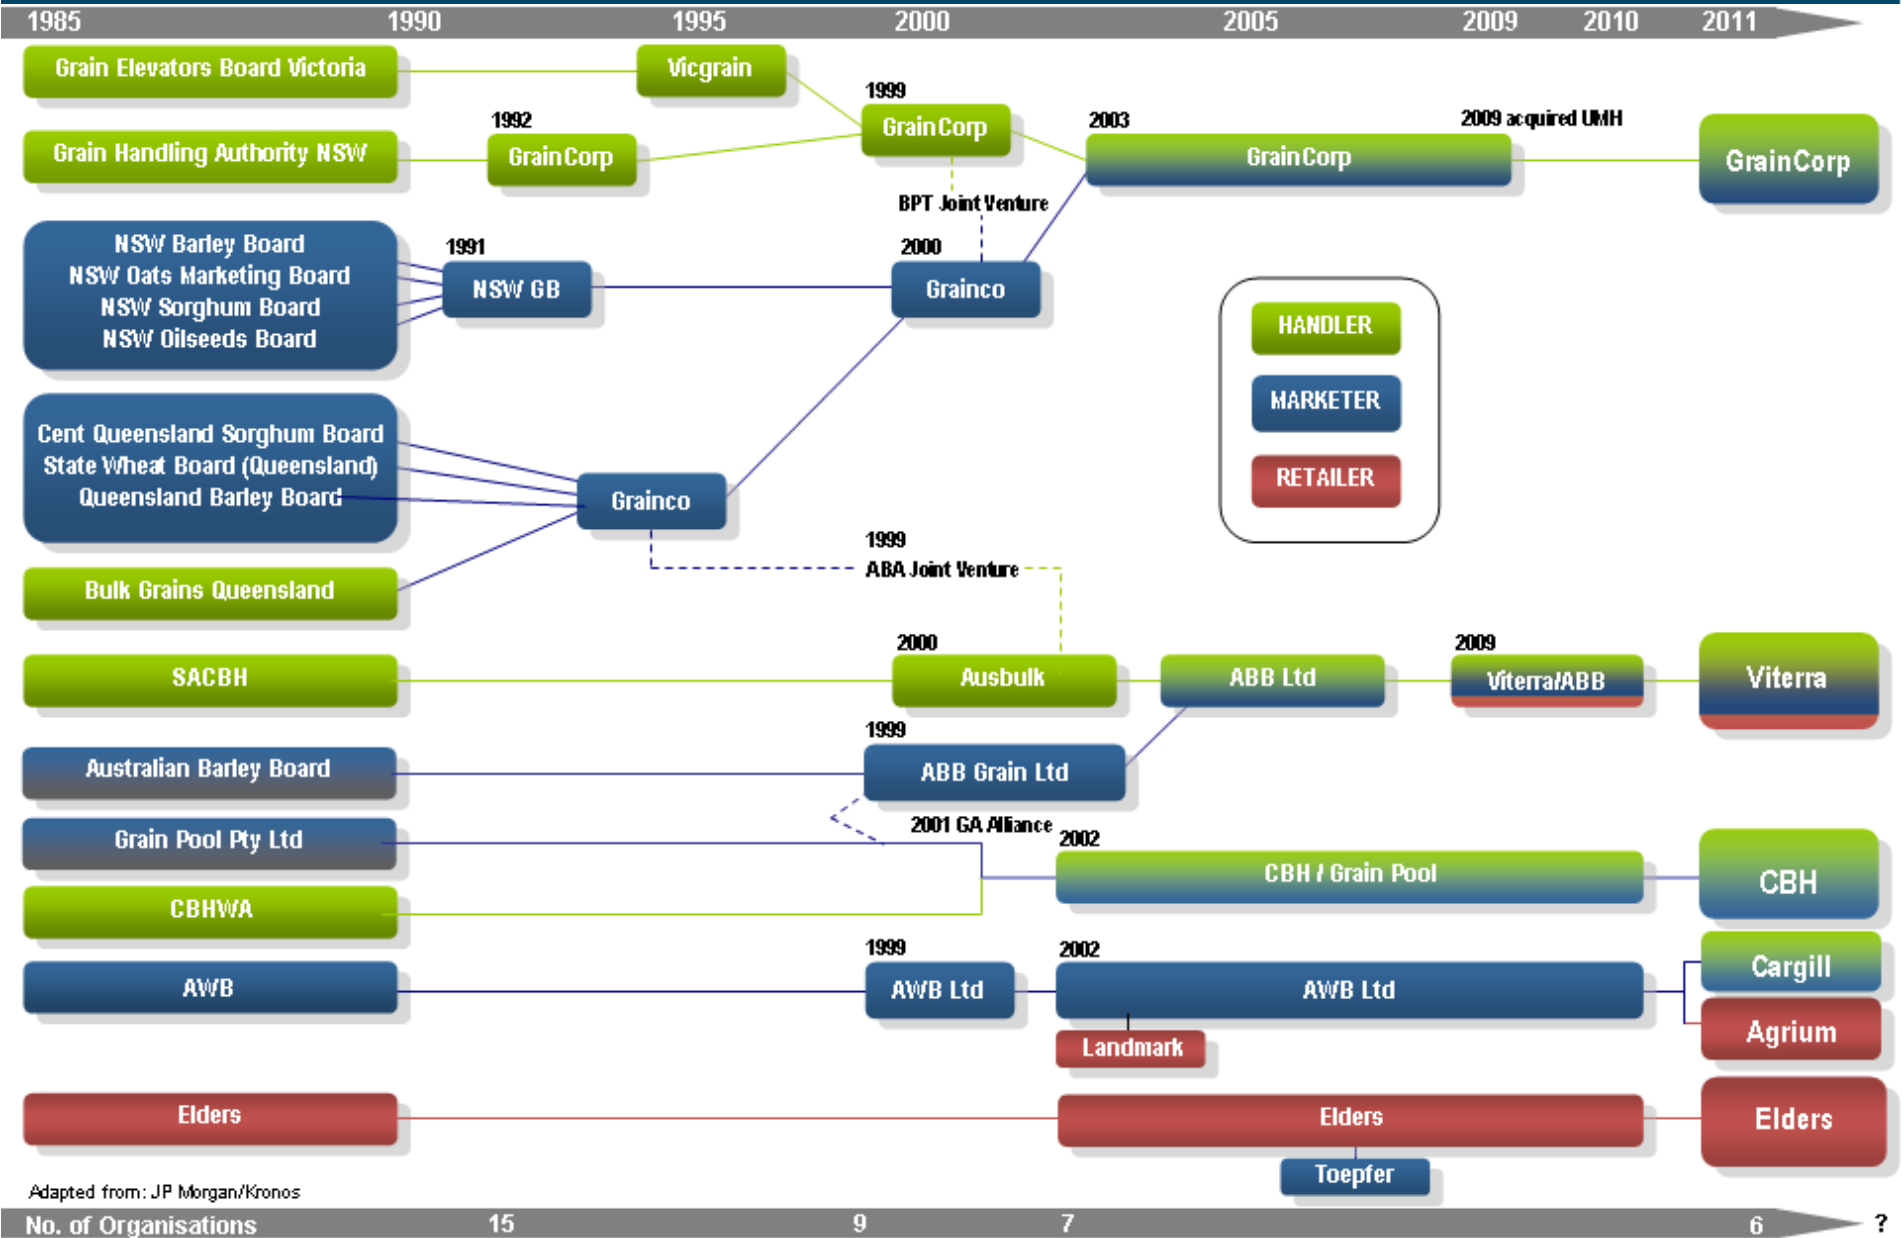 1985 1990 1995 2000 2005 2009 2010 2011
Grain Elevators Board Victoria
Vicgrain
1999
GrainCorp
1992
GrainCorp
Grain Handling Authority NSW
2003
GrainCorp
2009 acquired UMH
GrainCorp
BPT Joint Venture
NSW Barley Board
NSW Oats Marketing Board
NSW Sorghum Board
NSW Oilseeds Board
1991
NSW GB
2000
Grainco
HANDLER
MARKETER
RETAILER
Cent Queensland Sorghum Board
State Wheat Board (Queensland)
Queensland Barley Board
Grainco
1999
ABA Joint Venture
Bulk Grains Queensland
SACBH
2000
Ausbulk
ABB Ltd
2009
Viterra/ABB
Viterra
Australian Barley Board
1999
ABB Grain Ltd
Grain Pool Pty Ltd
2001 GA Alliance
2002
CBH / Grain Pool
CBH
CBHWA
AWB
1999
AWB Ltd
2002
AWB Ltd
Landmark
Cargill
Agrium
Elders
Elders
Toepfer
Elders
Adapted from: JP Morgan/Kronos
No. of Organisations 15 9 7 6 ?